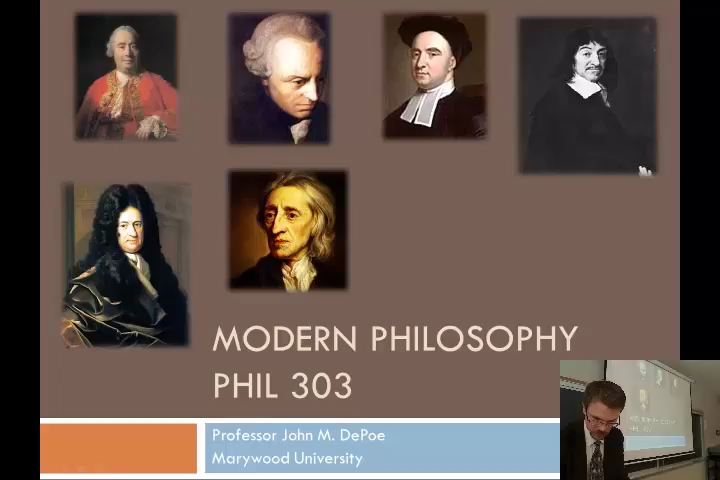 MODERN PHILOSOPHY
PHIL 303
Professor John M. DePoe
Marywood University